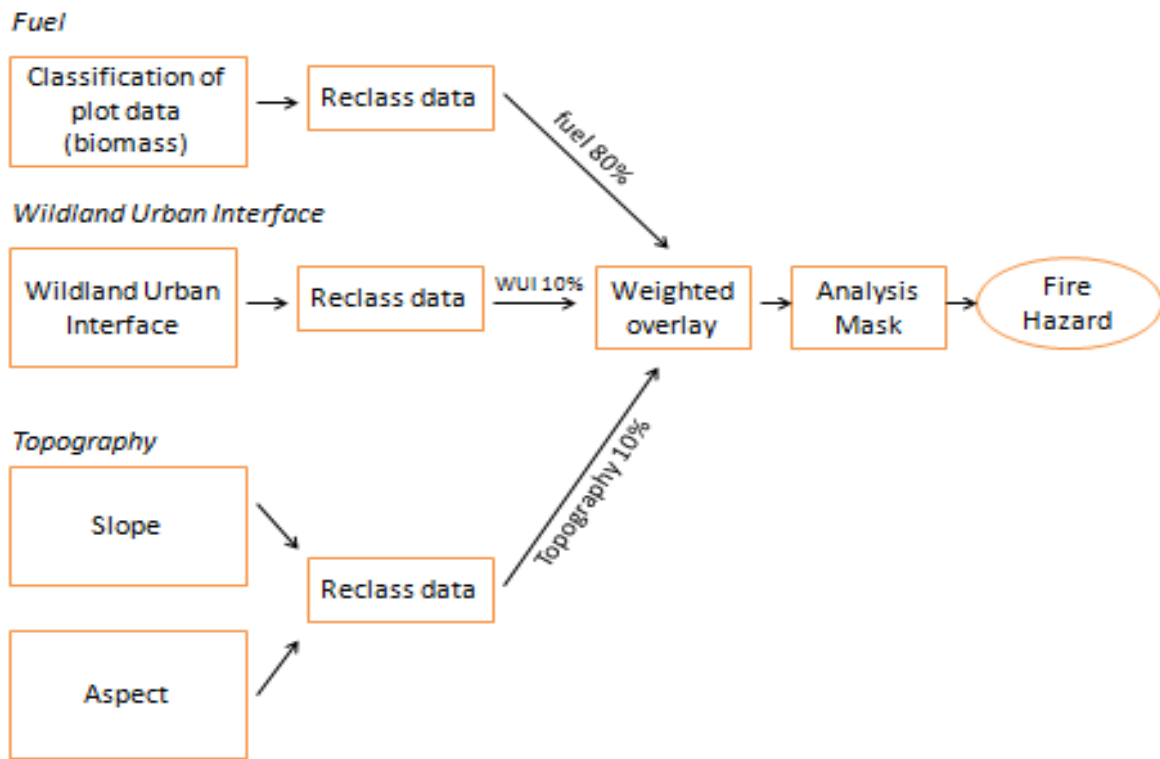 Fuel
Classification of
plot data
(biomass)
Reclass data
fuel 80%
Wildland Urban Interface
Wildland Urban
Interface
Reclass data
WUI 10%
Weighted
overlay
Analysis
Mask
Fire
Hazard
Topography
Slope
Aspect
Reclass data
Topography 10%